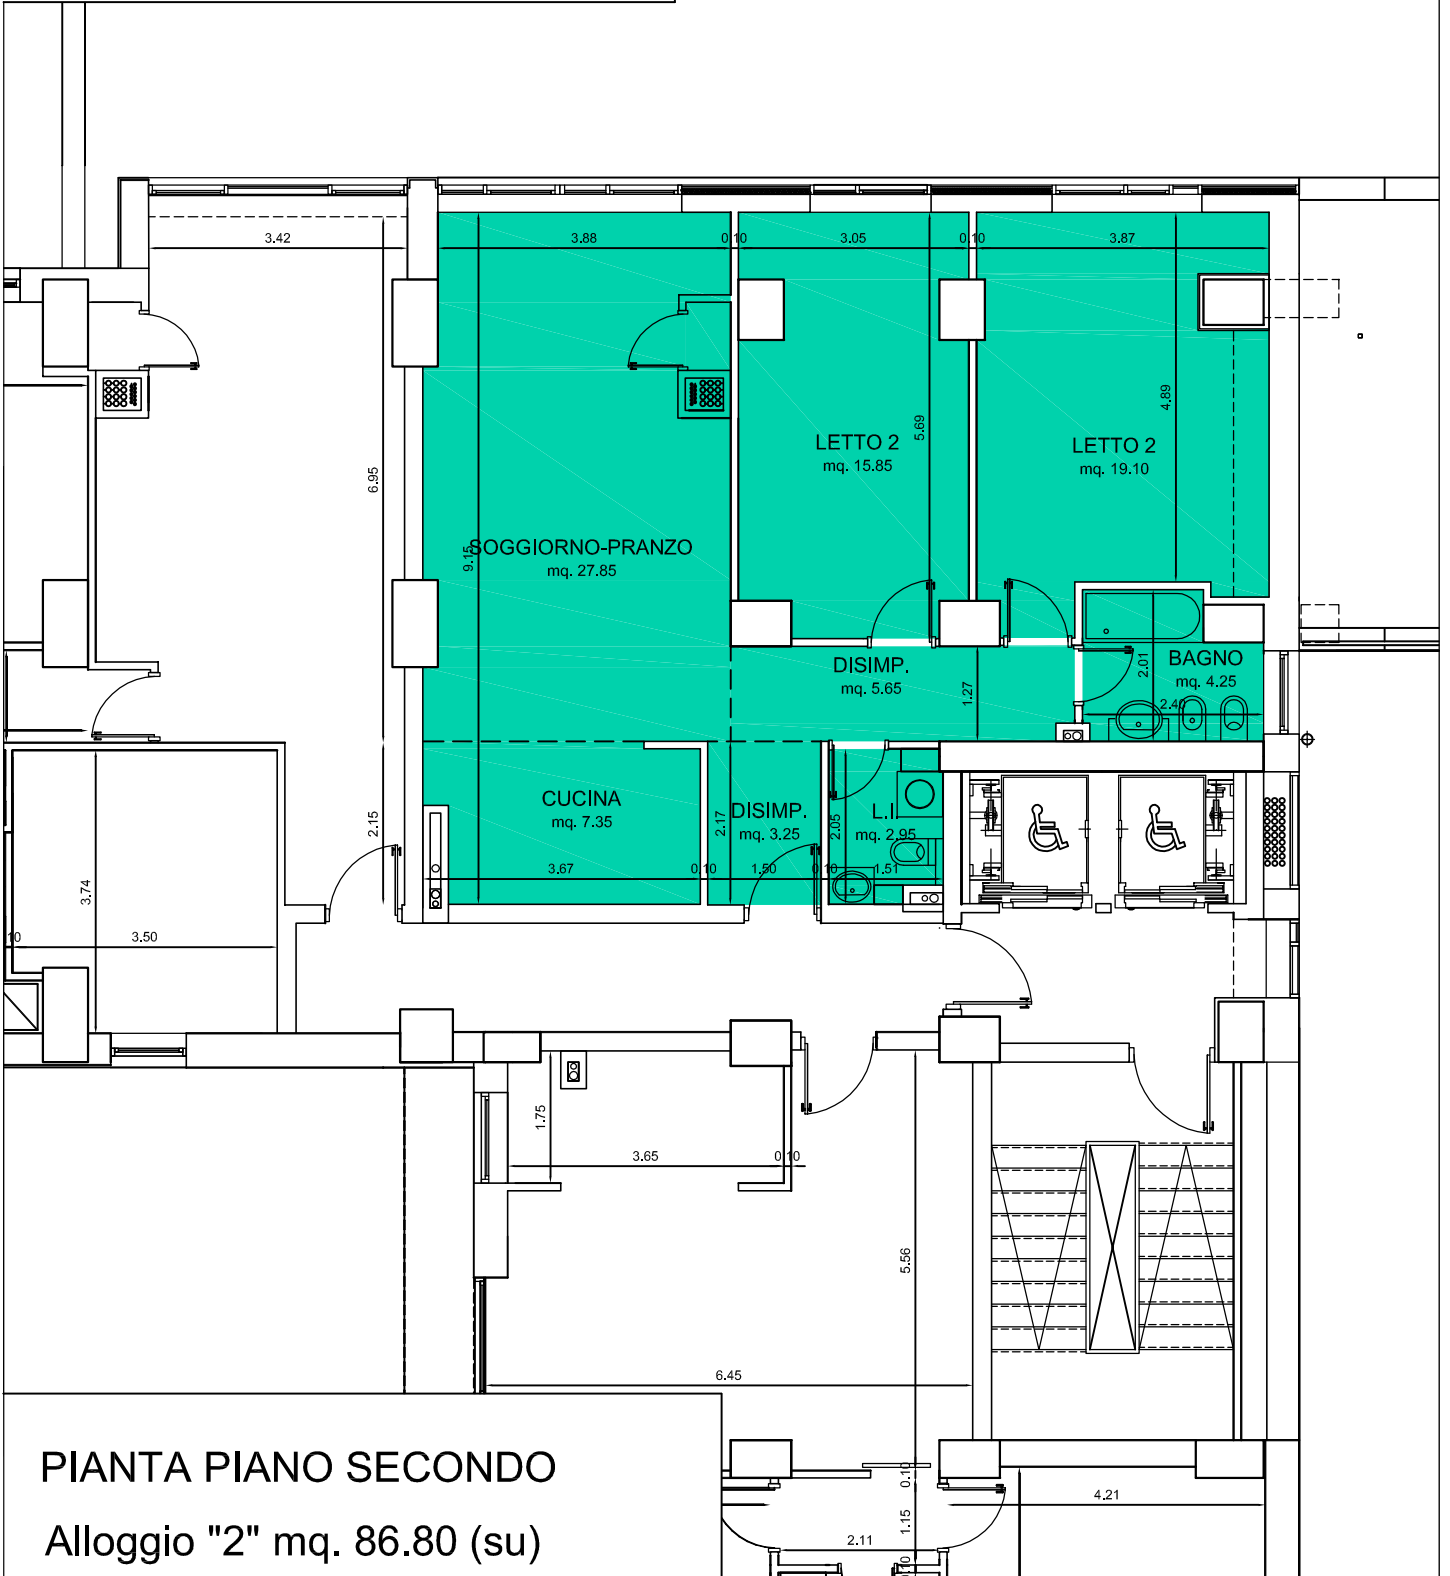 3.42
3.88
0.10
3.05
0.10
3.87
6.95
9.15
5.69
4.89
LETTO 2
mq. 15.85
LETTO 2
mq. 19.10
SOGGIORNO-PRANZO
mq. 27.85
DISIMP.
mq. 5.65
1.27
2.01
BAGNO
mq. 4.25
2.40
CUCINA
mq. 7.35
2.15
2.17
DISIMP.
mq. 3.25
2.05
L.I.
mq. 2.95
3.67
0.10
1.50
0.10
1.51
3.74
10
3.50
1.75
3.65
0.10
5.56
6.45
0.10
4.21
1.15
2.11
0.10
PIANTA PIANO SECONDO
Alloggio "2" mq. 86.80 (su)